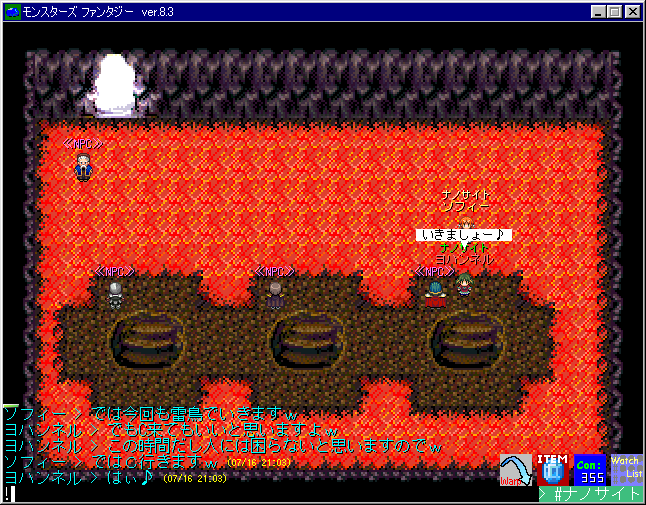 モンスターズ ファンタジー ver.8.3
≪NPC≫
ナノサイト
ソフィー
いきましょー♪
ナノサイト
ヨハンネル
≪NPC≫
≪NPC≫
≪NPC≫
ソフィー > では今回も雷鳥でいきますw
ヨハンネル > でもC来てもいいと思いますよw
ヨハンネル > この時間だし人には困らないと思いますのでw
ソフィー > ではC行きますw (07/16 21:03)
ヨハンネル > はぃ♪ (07/16 21:03)
Warp
ITEM
Con:
355
Watch
List
!
> #ナノサイト